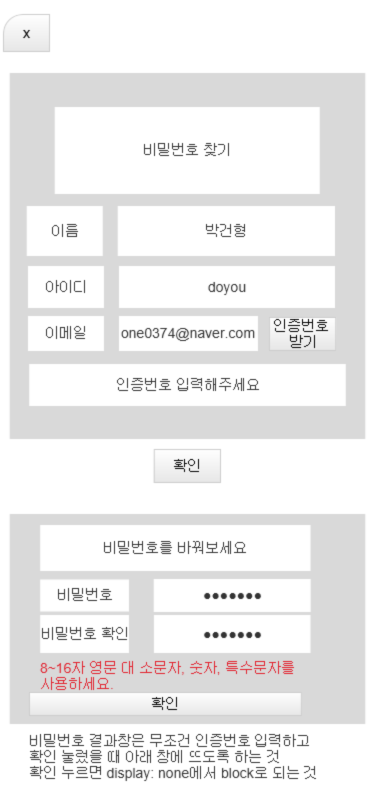 x
비밀번호 찾기
이름 박건형
아이디 doyou
이메일 one0374@naver.com 인증번호
받기
인증번호 입력해주세요
확인
비밀번호를 바꿔보세요
비밀번호 ●●●●●●●
비밀번호 확인 ●●●●●●●
8~16자 영문 대 소문자, 숫자, 특수문자를
사용하세요.
확인
비밀번호 결과창은 무조건 인증번호 입력하고
확인 눌렀을 때 아래 창에 뜨도록 하는 것
확인 누르면 display: none에서 block로 되는 것